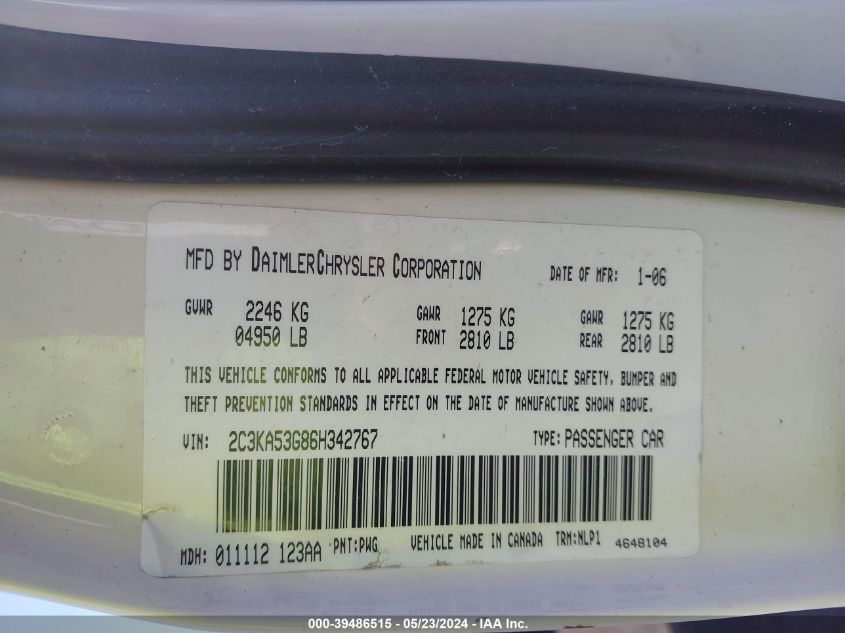 MFD BY DAIMLERCHRYSLER CORPORATION DATE OF MFR: 1-06
GVWR 2246 KG GAWR 1275 KG GAWR 1275 KG
04950 LB FRONT 2810 LB REAR 2810 LB
THIS VEHICLE CONFORMS TO ALL APPLICABLE FEDERAL MOTOR VEHICLE SAFETY, BUMPER AND
THEFT PREVENTION STANDARDS IN EFFECT ON THE DATE OF MANUFACTURE SHOWN ABOVE.
VIN: 2C3KA53G86H342767 TYPE: PASSENGER CAR
MDH: 011112 123AA PNT:PWG VEHICLE MADE IN CANADA TRM:NLP1 4648104
000-39486515 - 05/23/2024 - IAA Inc.